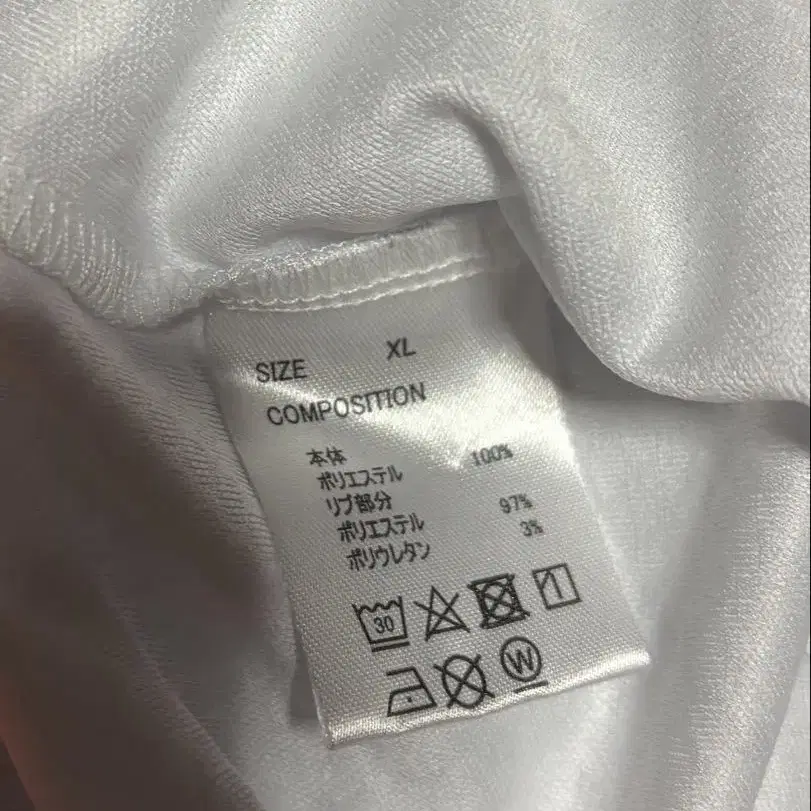 SIZE XL
COMPOSITION
本体
ポリエステル 100%
リブ部分
ポリエステル 97%
ポリウレタン 3%
30
W